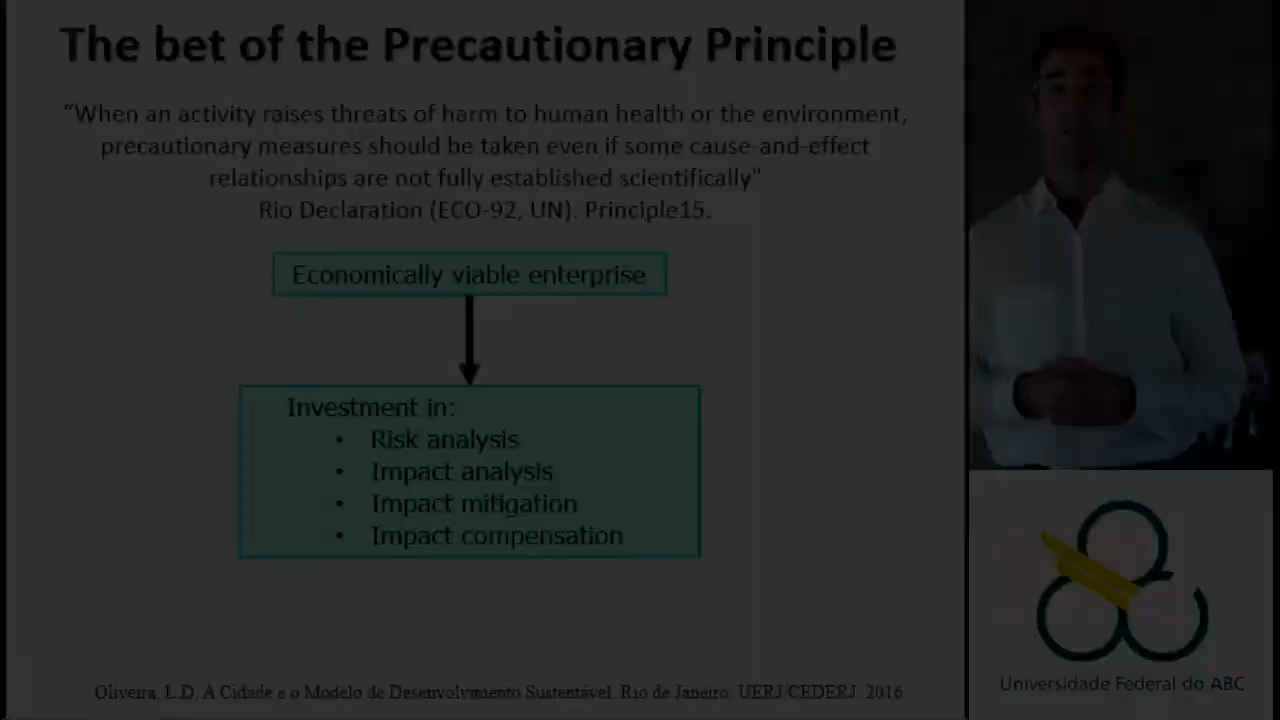 The bet of the Precautionary Principle
“When an activity raises threats of harm to human health or the environment,
precautionary measures should be taken even if some cause-and-effect
relationships are not fully established scientifically"
Rio Declaration (ECO-92, UN). Principle15.
Economically viable enterprise
Investment in:
• Risk analysis
• Impact analysis
• Impact mitigation
• Impact compensation
Oliveira, L.D. A Cidade e o Modelo de Desenvolvimento Sustentável. Rio de Janeiro: UERJ/CEDERJ. 2016
Universidade Federal do ABC